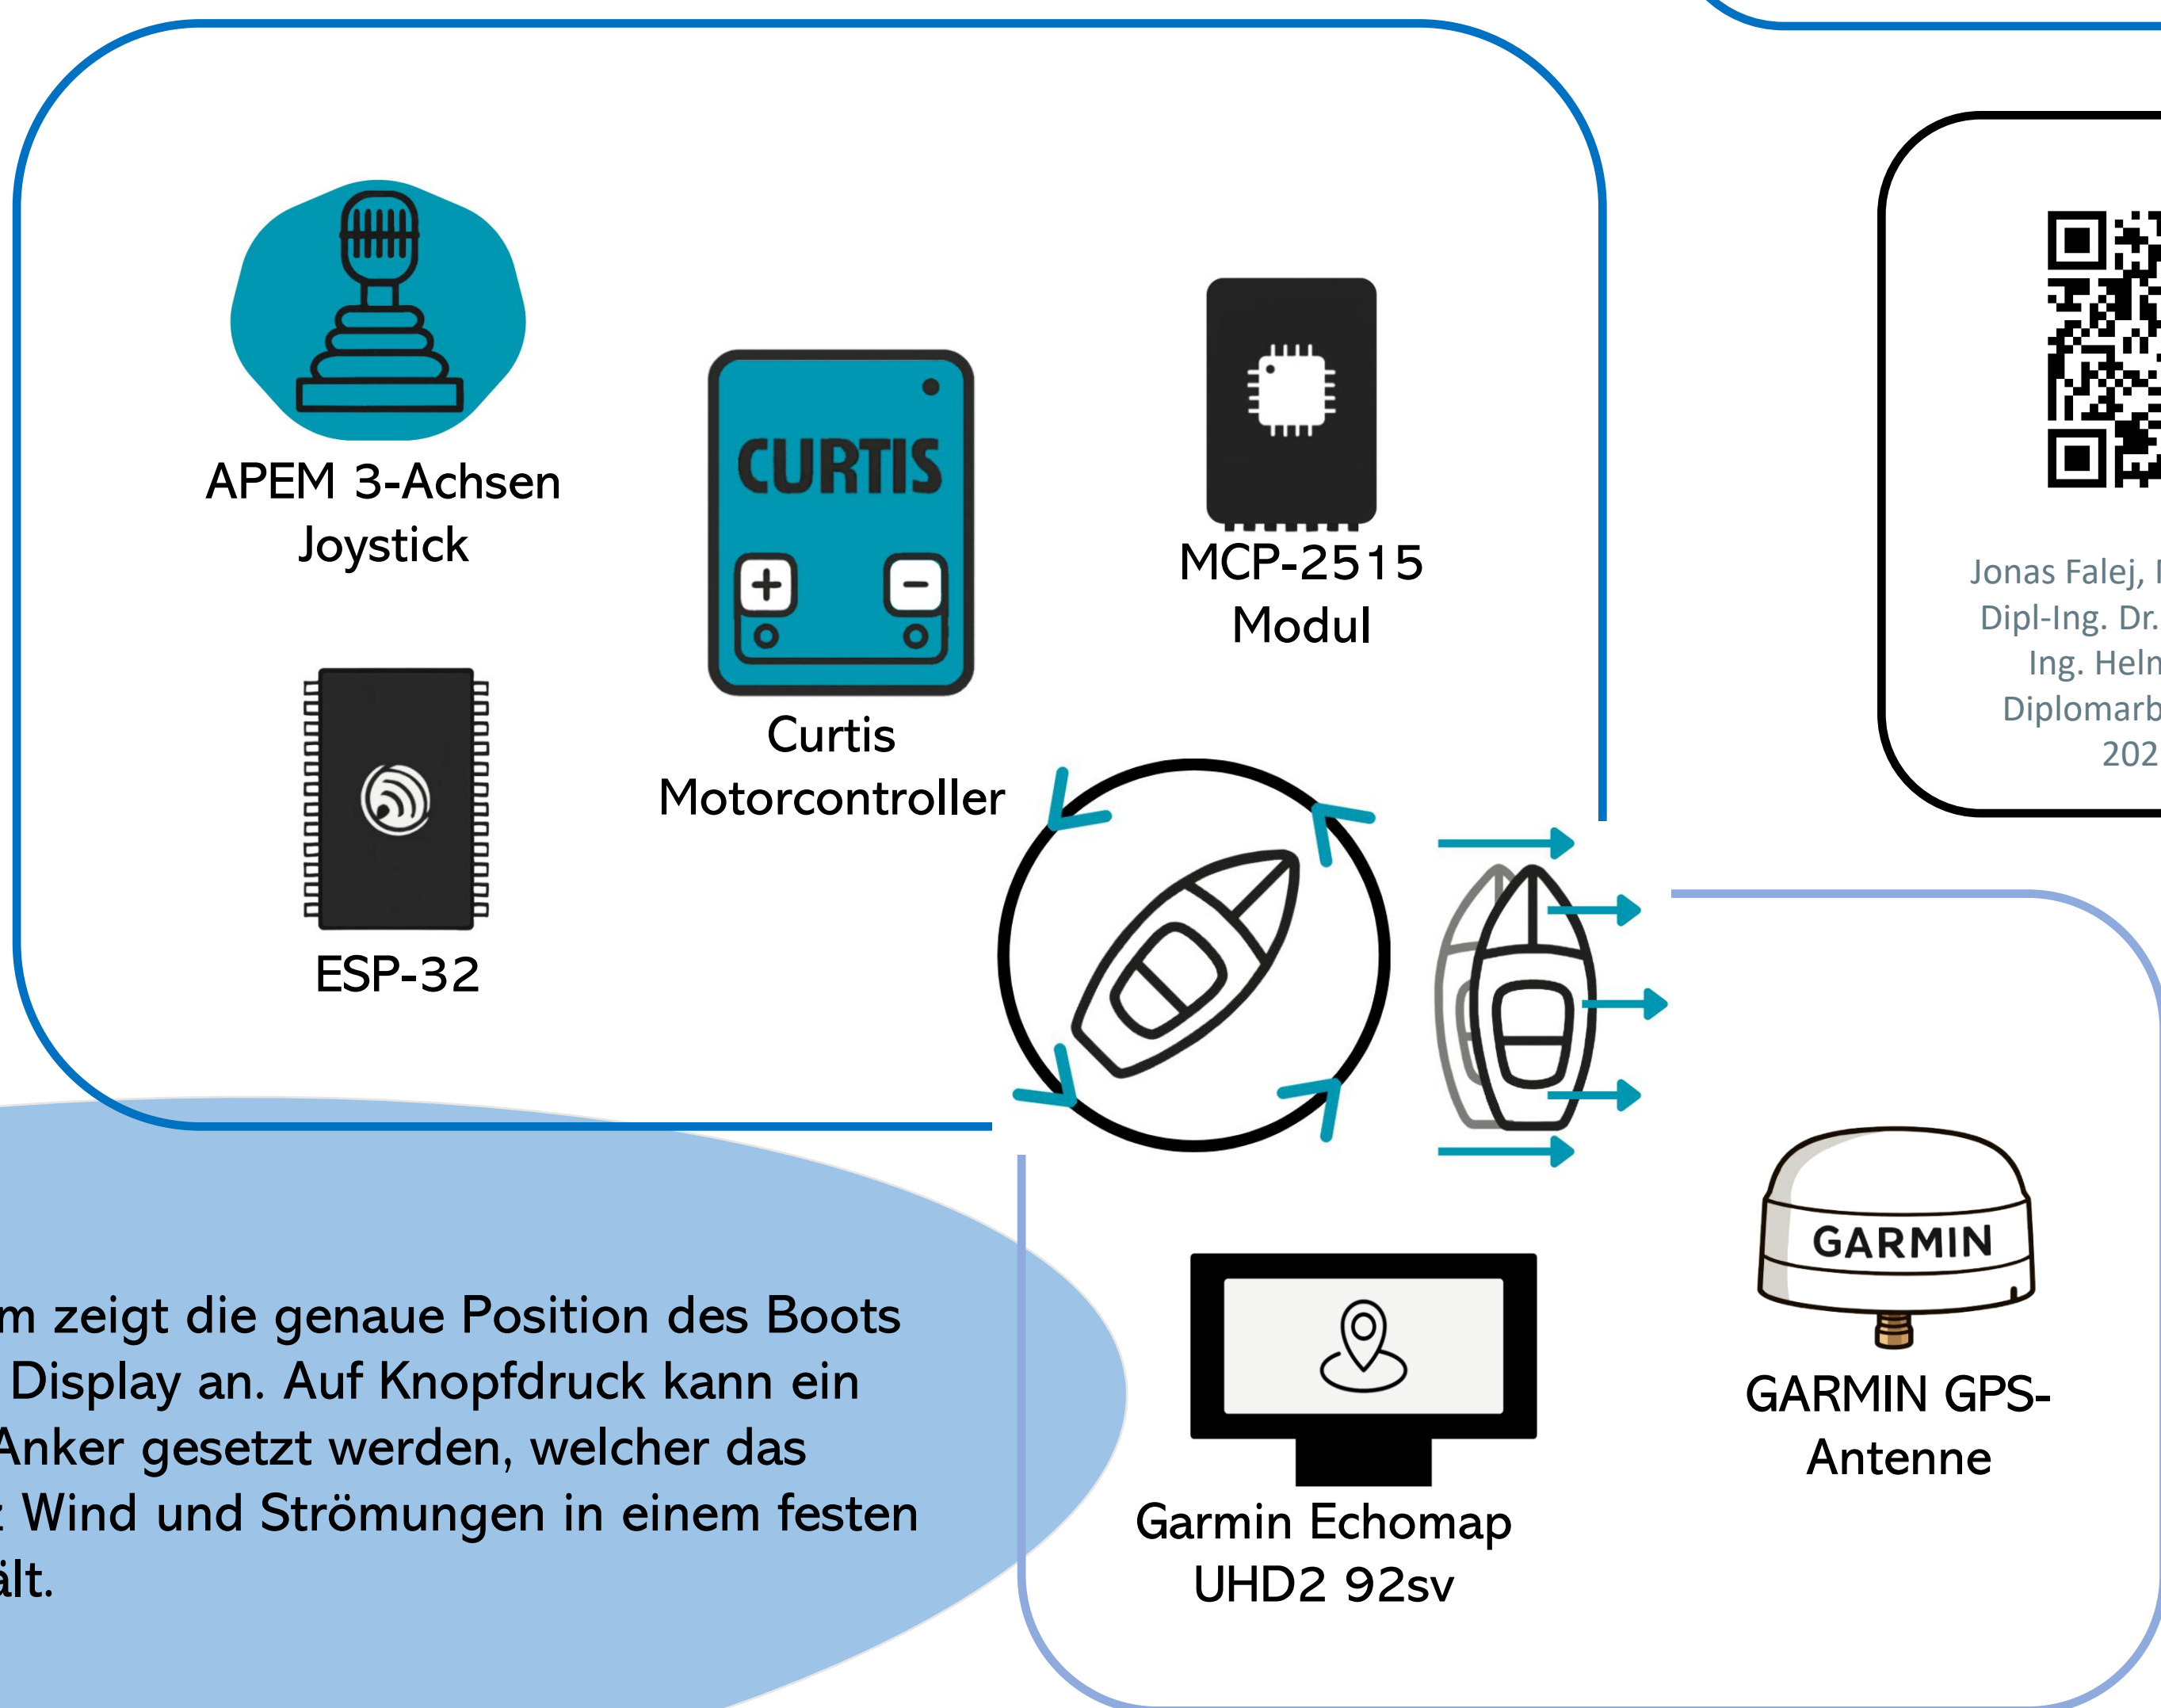 APEM 3-Achsen
Joystick
CURTIS
Curtis
Motorcontroller
MCP-2515
Modul
ESP-32
Jonas Falej,
Dipl-Ing. Dr.
Ing.
202
zeigt die genaue Position des Boots
Display an. Auf Knopfdruck kann ein
Anker gesetzt werden, welcher das
Wind und Strömungen in einem festen
GARMIN
GARMIN GPS-
Antenne
Garmin Echomap
UHD2 92sv